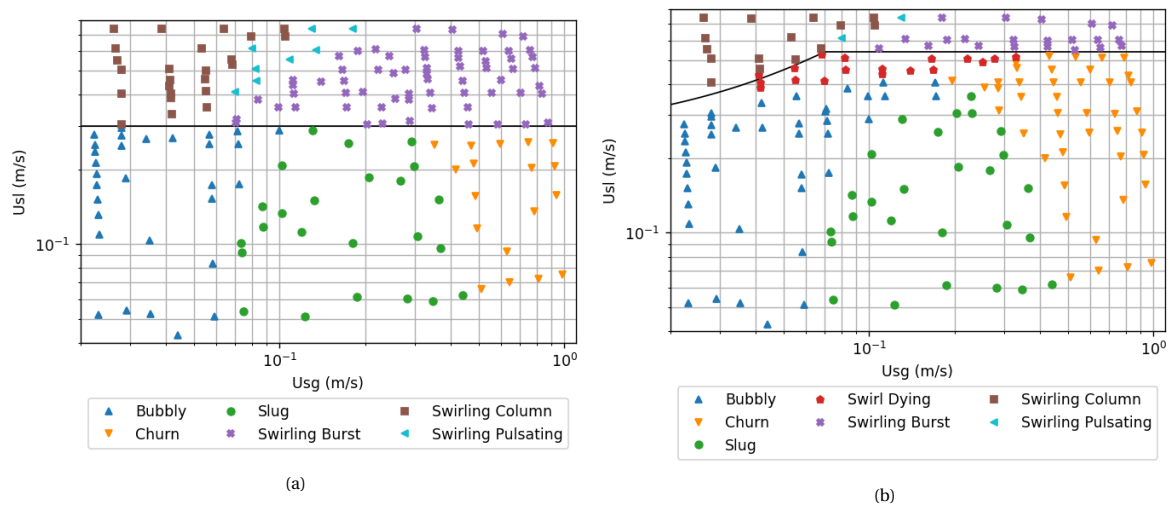 Usl (m/s)
10⁻¹
10⁻¹
10⁰
Usg (m/s)
Bubbly
Slug
Swirling Column
Churn
Swirling Burst
Swirling Pulsating
(a)
10⁻¹
10⁻¹
10⁰
Usg (m/s)
Bubbly
Swirl Dying
Swirling Column
Churn
Swirling Burst
Swirling Pulsating
Slug
(b)